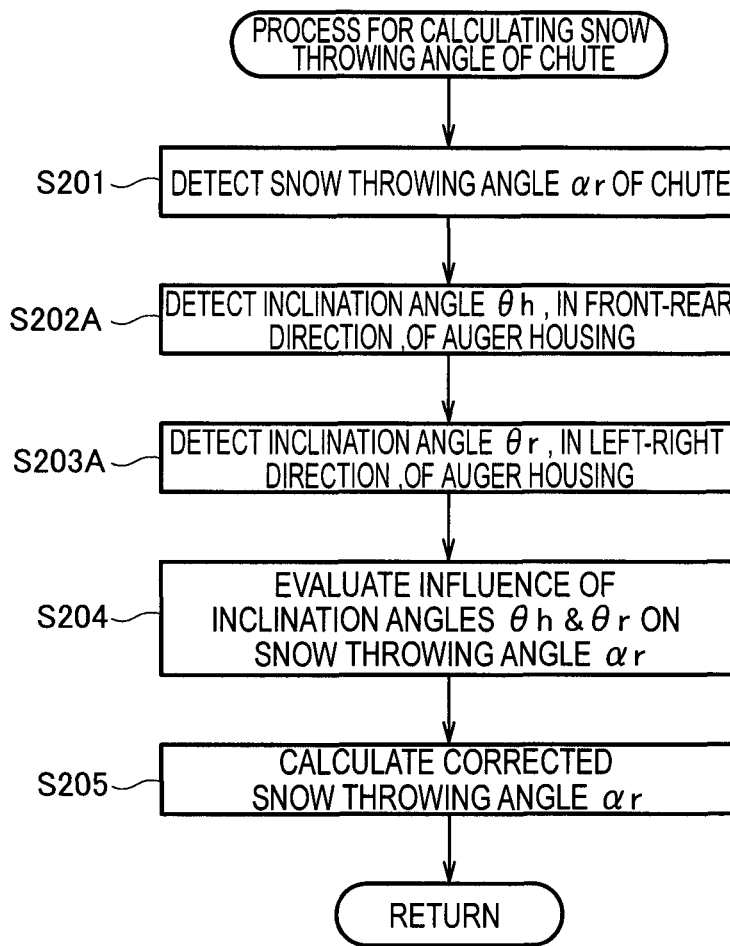 PROCESS FOR CALCULATING SNOW
THROWING ANGLE OF CHUTE
S201
DETECT SNOW THROWING ANGLE αr OF CHUTE
S202A
DETECT INCLINATION ANGLE θh, IN FRONT-REAR
DIRECTION ,OF AUGER HOUSING
S203A
DETECT INCLINATION ANGLE θr, IN LEFT-RIGHT
DIRECTION ,OF AUGER HOUSING
S204
EVALUATE INFLUENCE OF
INCLINATION ANGLES θh & θr ON
SNOW THROWING ANGLE αr
S205
CALCULATE CORRECTED
SNOW THROWING ANGLE αr
RETURN